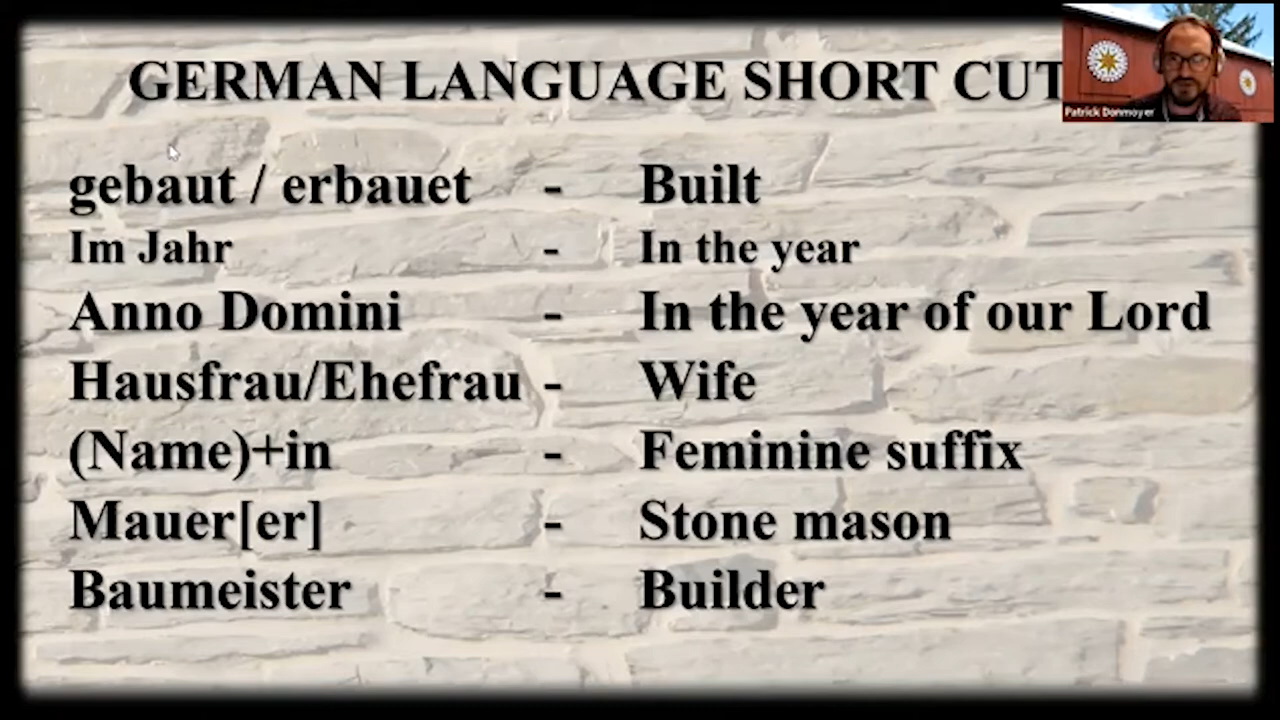 GERMAN LANGUAGE SHORT CUT
Patrick Donmoyer
gebaut / erbauet - Built
Im Jahr - In the year
Anno Domini - In the year of our Lord
Hausfrau/Ehefrau - Wife
(Name)+in - Feminine suffix
Mauer[er] - Stone mason
Baumeister - Builder